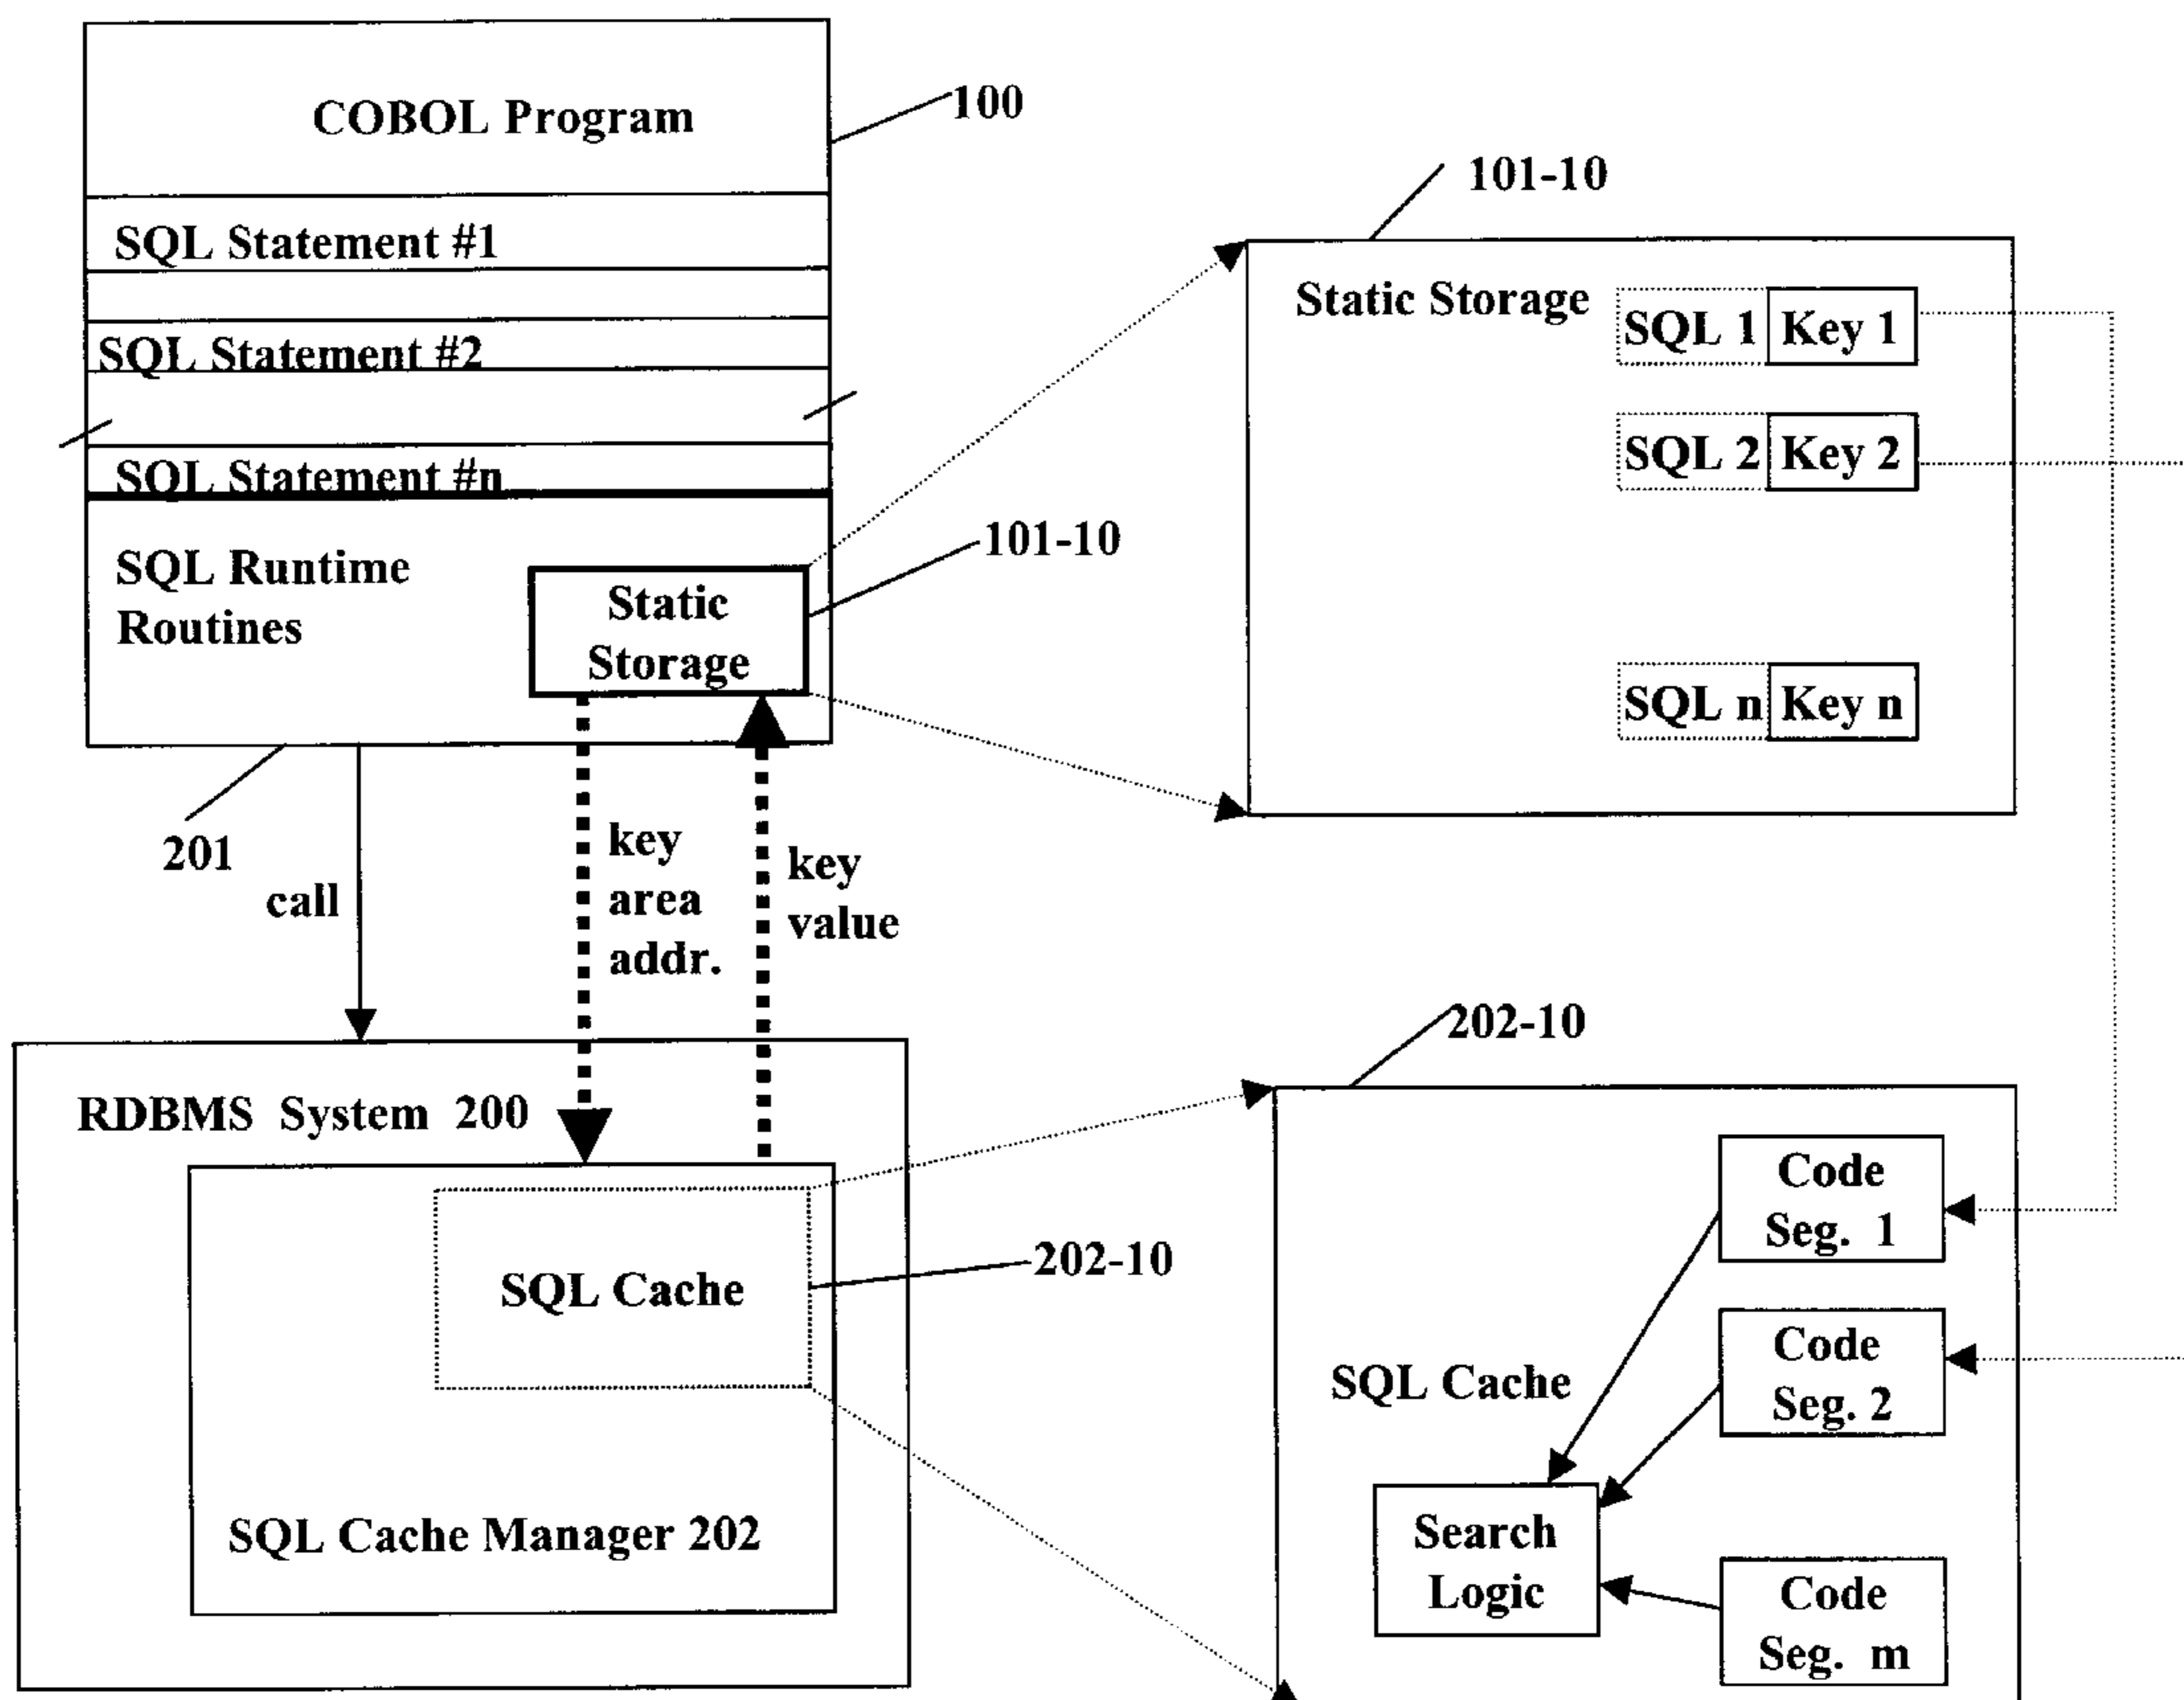 COBOL Program
100
SQL Statement #1
SQL Statement #2
SQL Statement #n
SQL Runtime
Routines
Static
Storage
101-10
201
call
key
area
addr.
key
value
RDBMS System 200
SQL Cache
202-10
SQL Cache Manager 202
101-10
Static Storage
SQL 1 Key 1
SQL 2 Key 2
SQL n Key n
202-10
SQL Cache
Code
Seg. 1
Code
Seg. 2
Search
Logic
Code
Seg. m